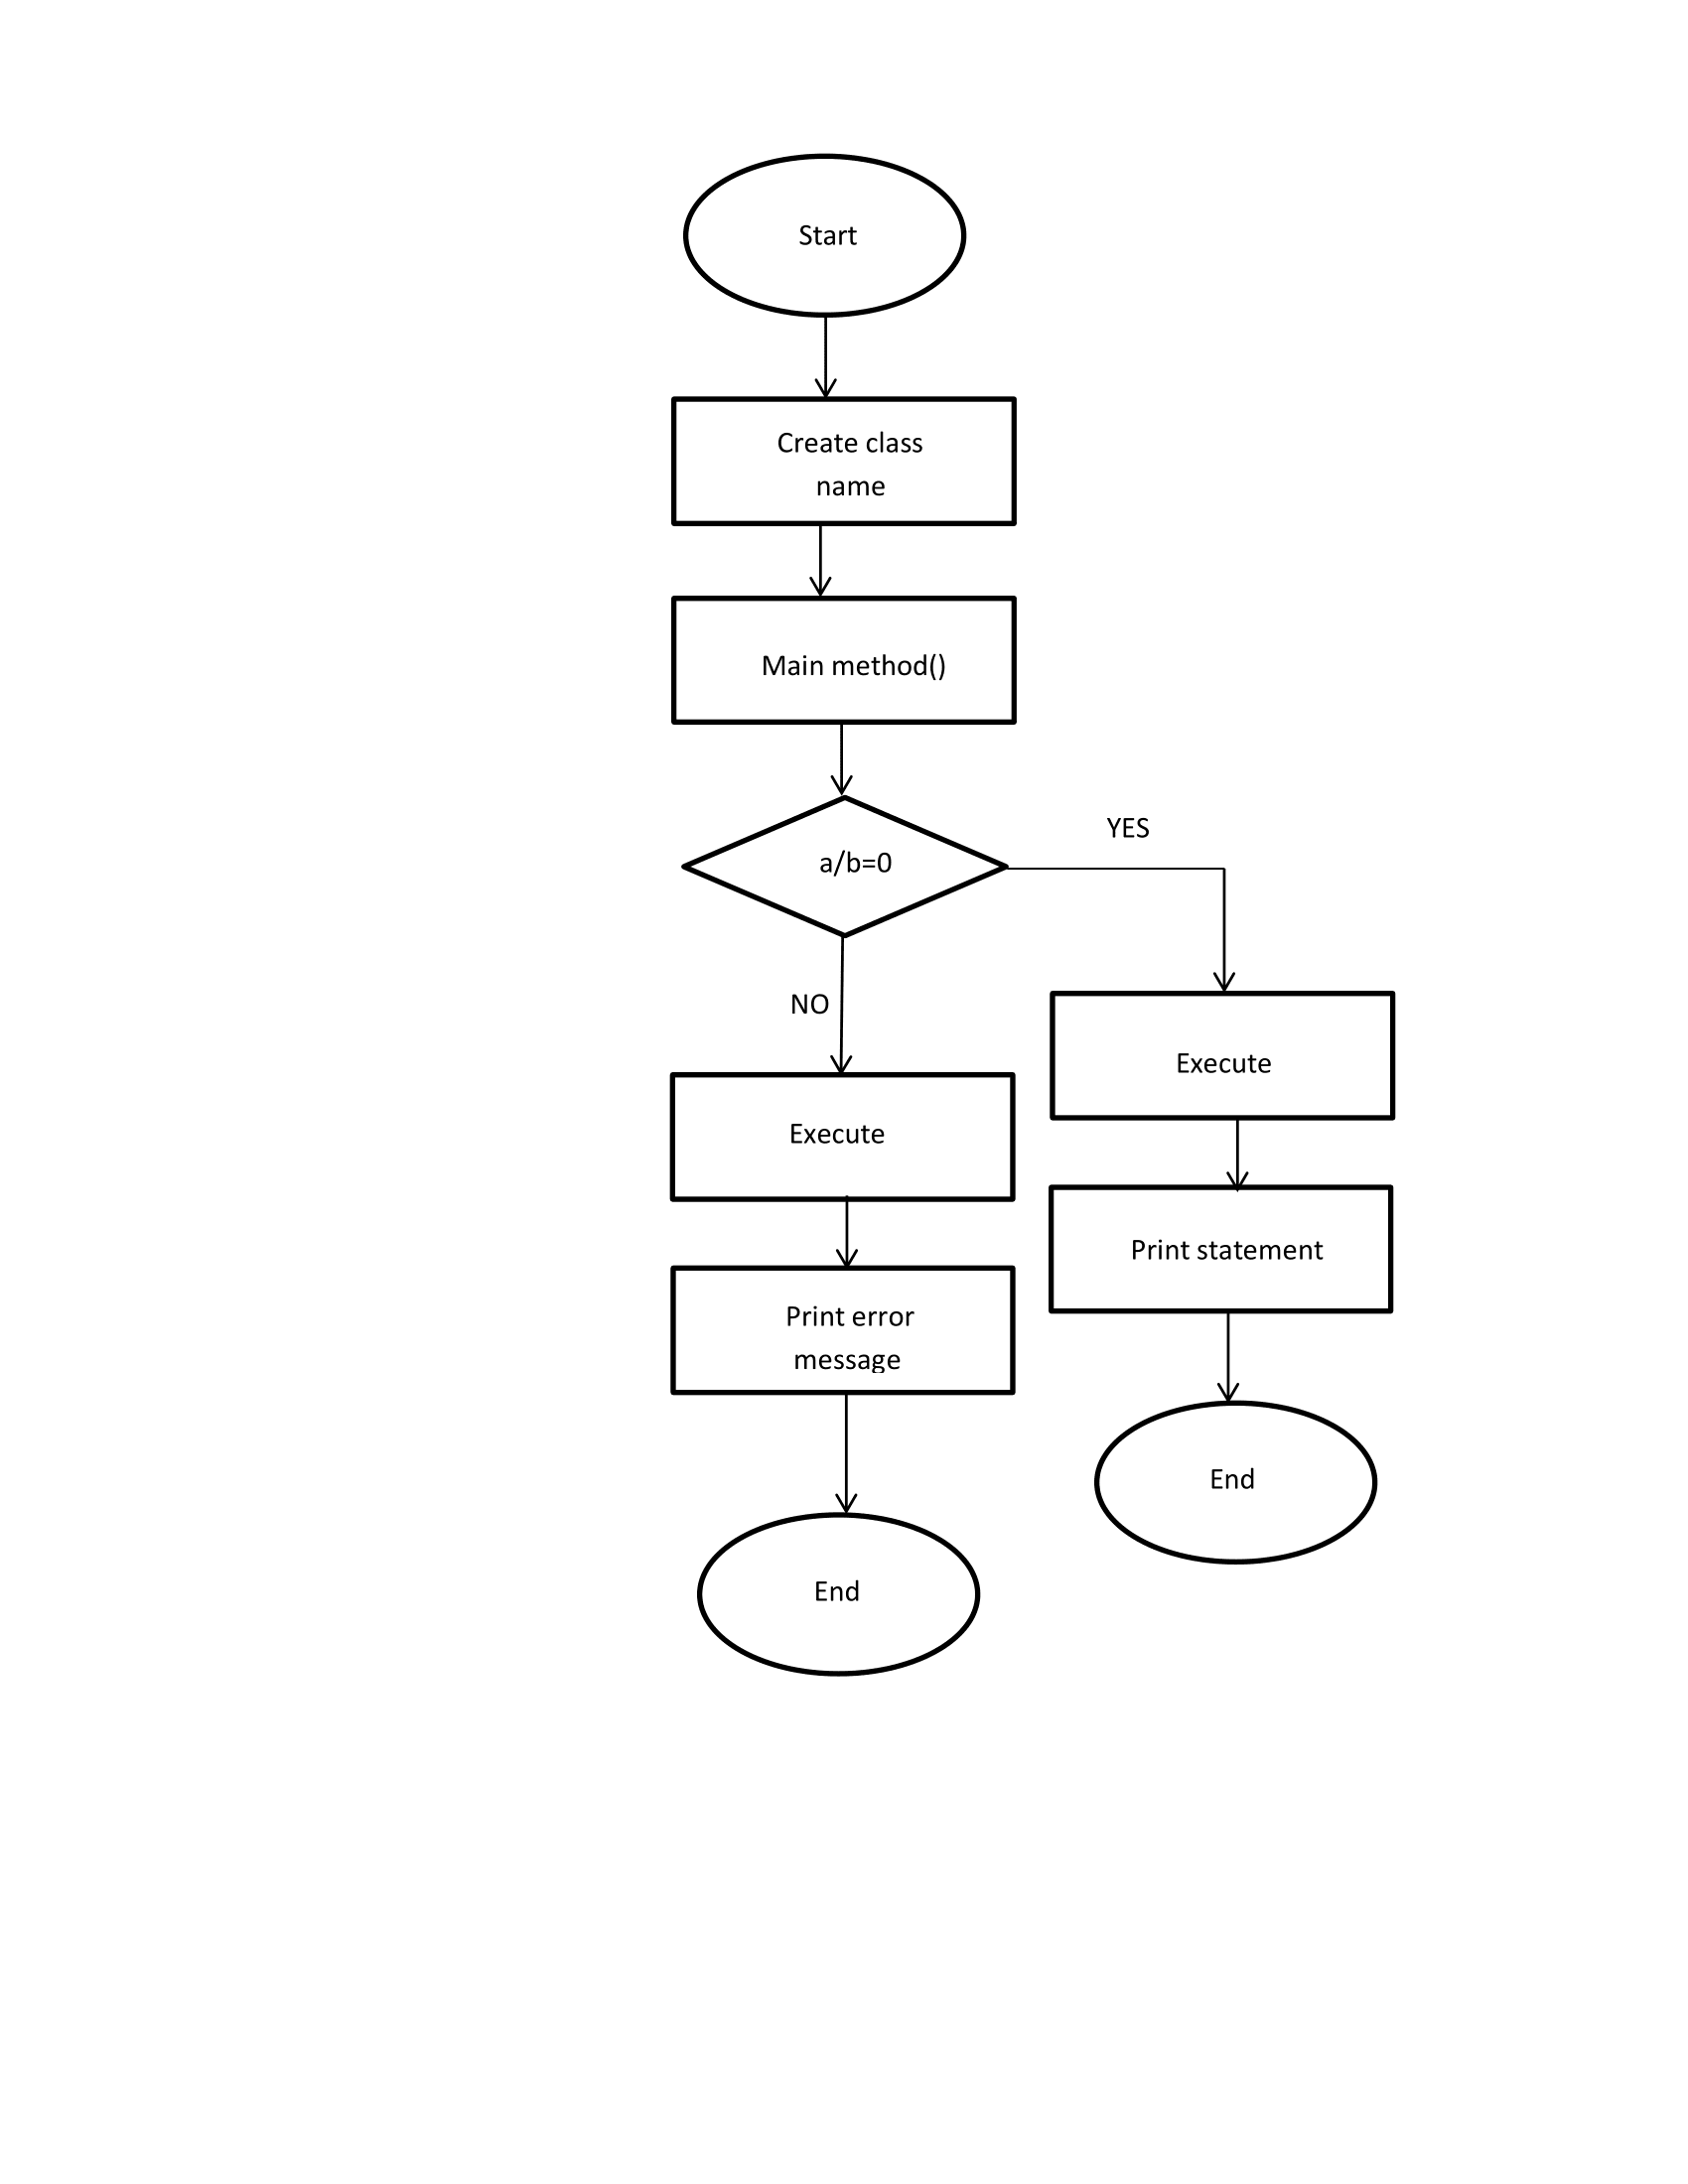 Start
Create class
name
Main method()
a/b=0
YES
NO
Execute
Execute
Print statement
Print error
message
End
End